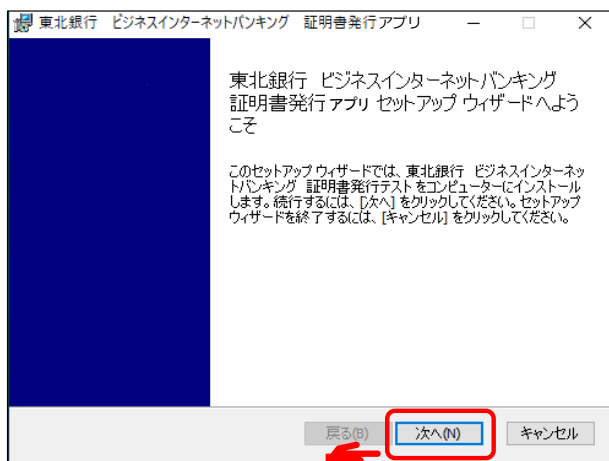 東北銀行　ビジネスインターネットバンキング　証明書発行アプリ
東北銀行　ビジネスインターネットバンキング
証明書発行アプリ セットアップ ウィザードへよう
こそ
このセットアップ ウィザードでは、東北銀行　ビジネスインターネッ
トバンキング　証明書発行テスト をコンピューターにインストール
します。続行するには、[次へ] をクリックしてください。セットアップ
ウィザードを終了するには、[キャンセル] をクリックしてください。
戻る(B) 次へ(N) キャンセル